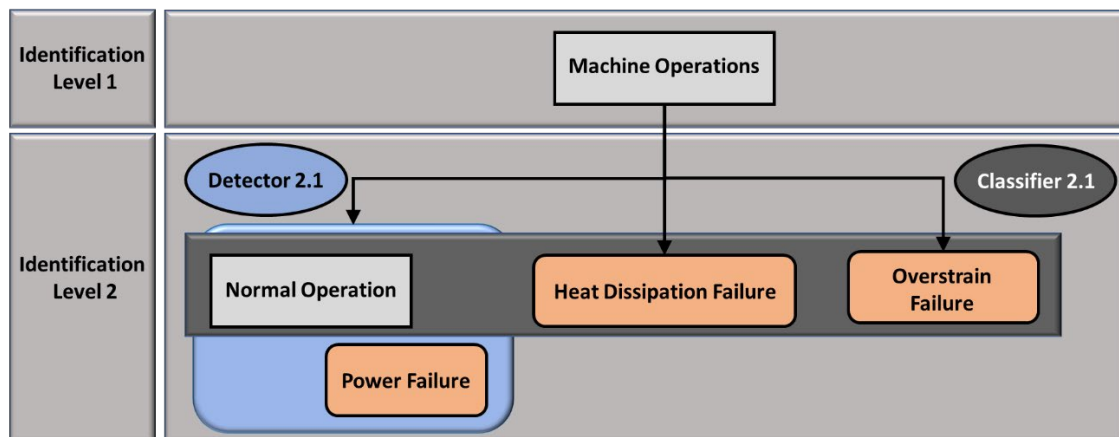 Identification
Level 1
Machine Operations
Identification
Level 2
Detector 2.1
Classifier 2.1
Normal Operation
Heat Dissipation Failure
Overstrain
Failure
Power Failure